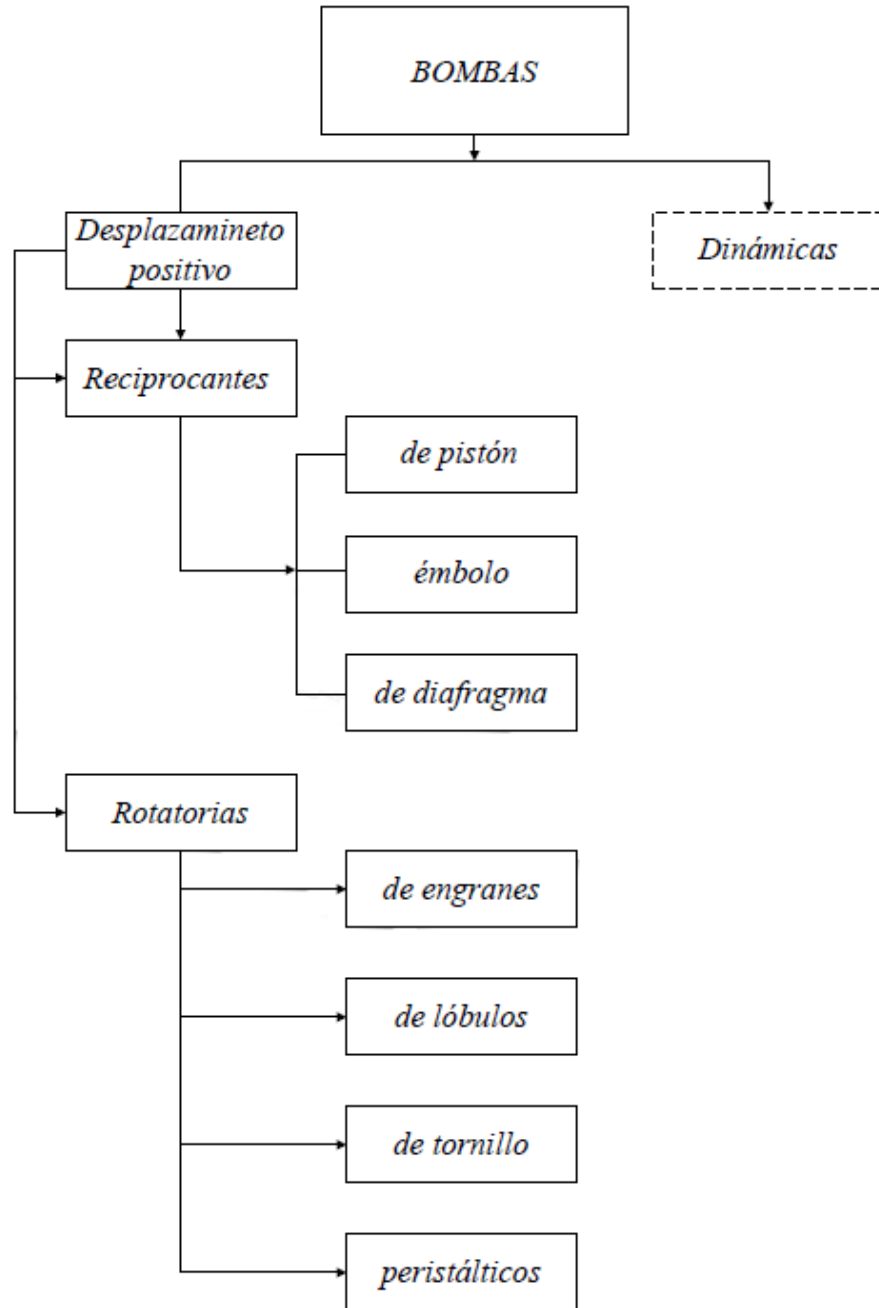 BOMBAS
Desplazamineto
positivo
Dinámicas
Reciprocantes
de pistón
émbolo
de diafragma
Rotatorias
de engranes
de lóbulos
de tornillo
peristálticos